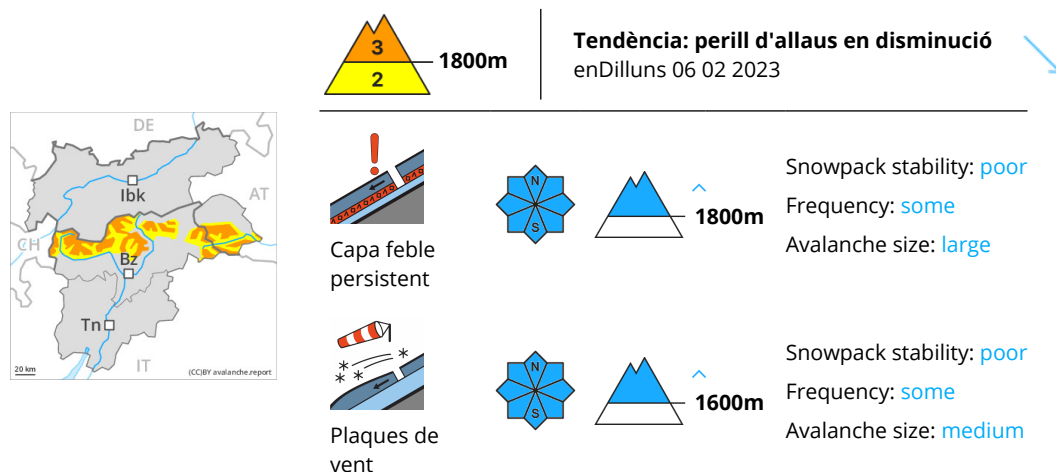 3
2
1800m
Tendència: perill d'allaus en disminució
enDilluns 06 02 2023
DE
Ibk
AT
CH
Bz
Tn
IT
20 km
(CC)BY avalanche.report
Capa feble
persistent
N
S
1800m
Snowpack stability: poor
Frequency: some
Avalanche size: large
Plaques de
vent
N
S
1600m
Snowpack stability: poor
Frequency: some
Avalanche size: medium